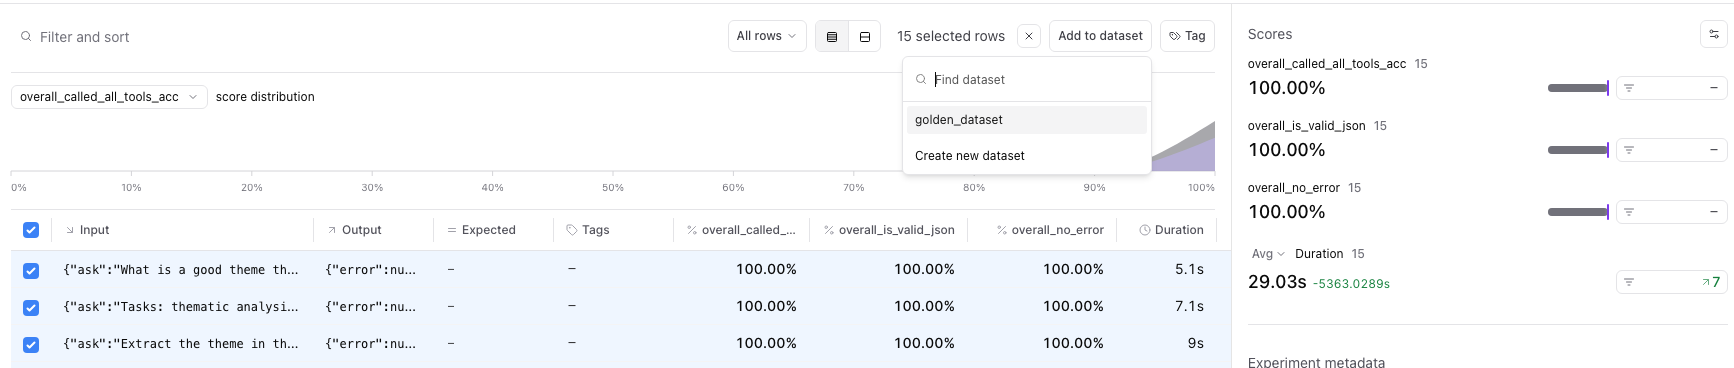 Filter and sort
All rows
15 selected rows
Add to dataset
Tag
Find dataset
golden_dataset
Create new dataset
overall_called_all_tools_acc score distribution
0% 10% 20% 30% 40% 50% 60% 70% 80% 90% 100%
Input Output Expected Tags overall_called_... overall_is_valid_json overall_no_error Duration
{"ask":"What is a good theme th... {"error":nu... – – 100.00% 100.00% 100.00% 5.1s
{"ask":"Tasks: thematic analysi... {"error":nu... – – 100.00% 100.00% 100.00% 7.1s
{"ask":"Extract the theme in th... {"error":nu... – – 100.00% 100.00% 100.00% 9s
Scores
overall_called_all_tools_acc 15
100.00% –
overall_is_valid_json 15
100.00% –
overall_no_error 15
100.00% –
Avg Duration 15
29.03s -5363.0289s 7
Experiment metadata